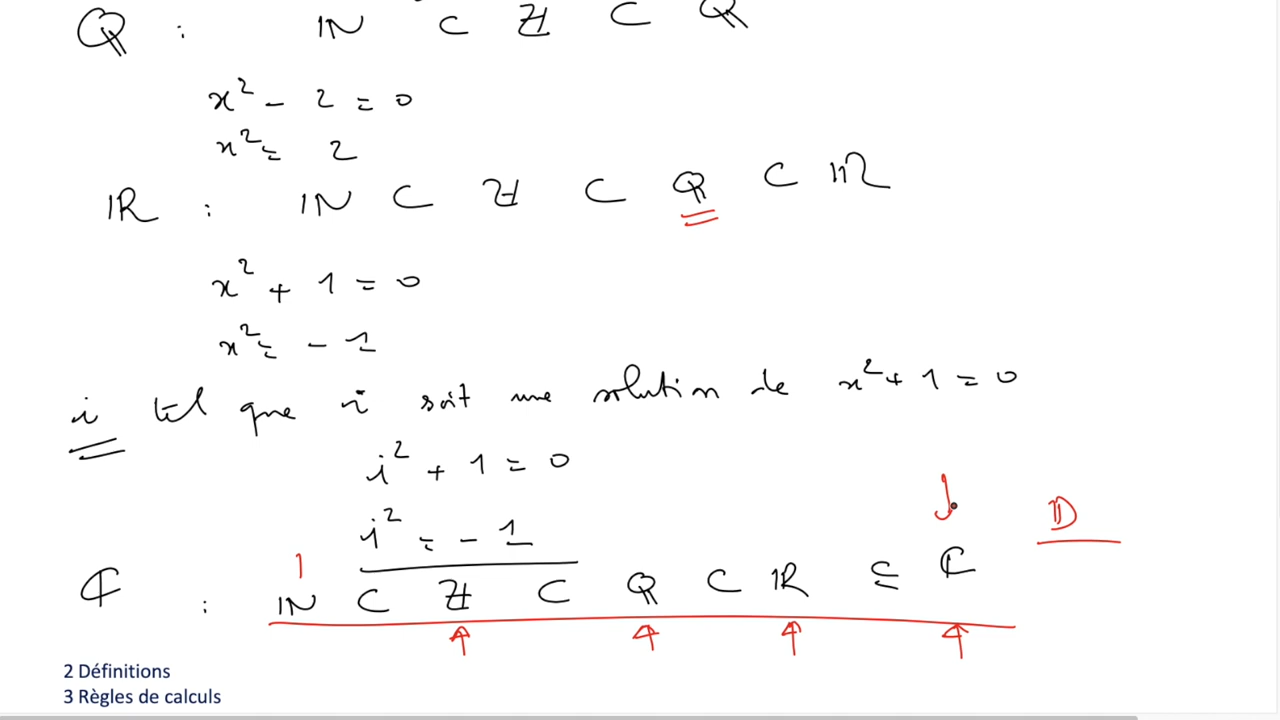 ℚ : ℕ ⊂ ℤ ⊂ ℚ
x² - 2 = 0
x² = 2
ℝ : ℕ ⊂ ℤ ⊂ ℚ ⊂ ℝ
x² + 1 = 0
x² = - 1
i tel que i soit une solution de x² + 1 = 0
i² + 1 = 0
i² = - 1
𝔻
ℂ : ℕ ⊂ ℤ ⊂ ℚ ⊂ ℝ ⊆ ℂ
2 Définitions
3 Règles de calculs